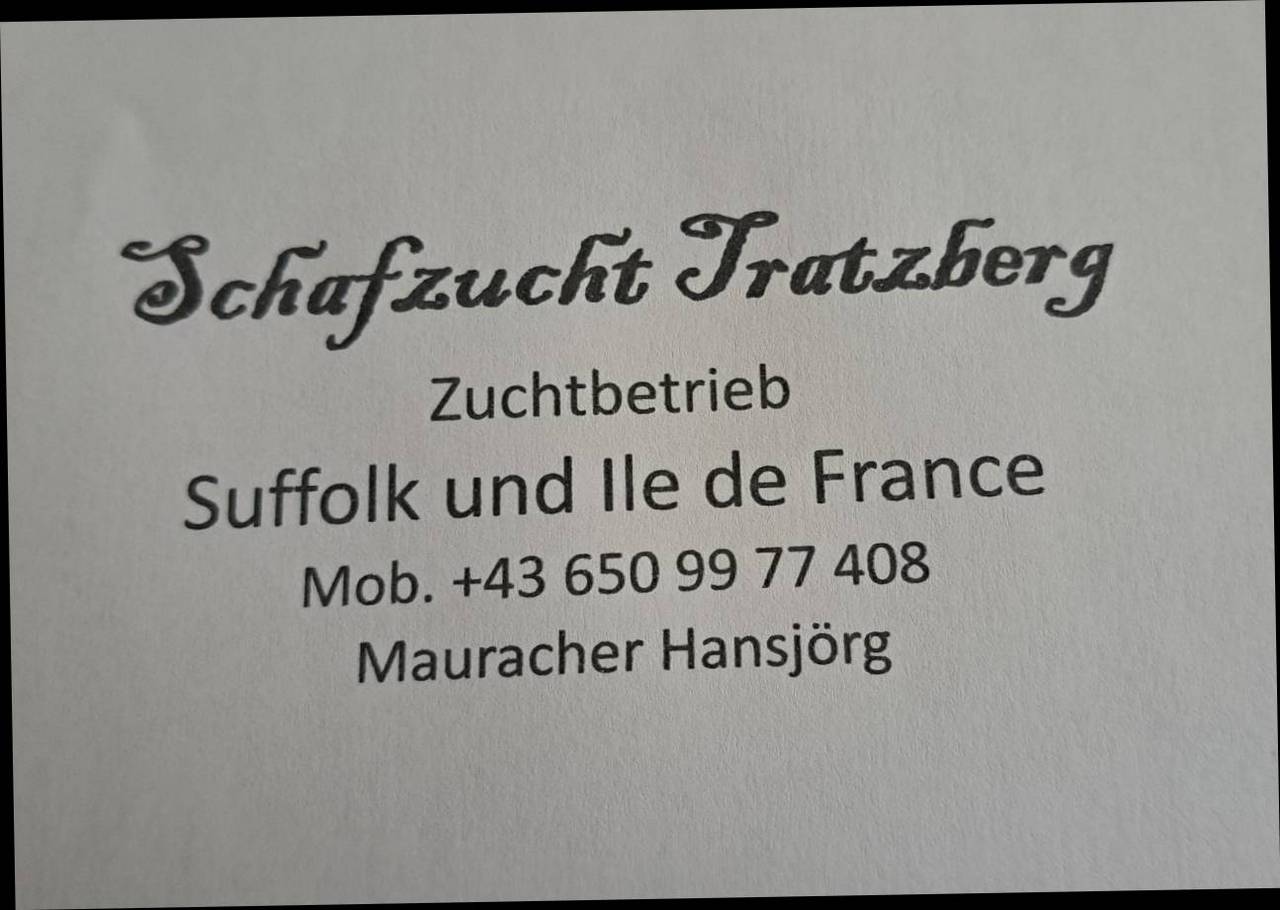 Schafzucht Tratzberg
Zuchtbetrieb
Suffolk und Ile de France
Mob. +43 650 99 77 408
Mauracher Hansjörg